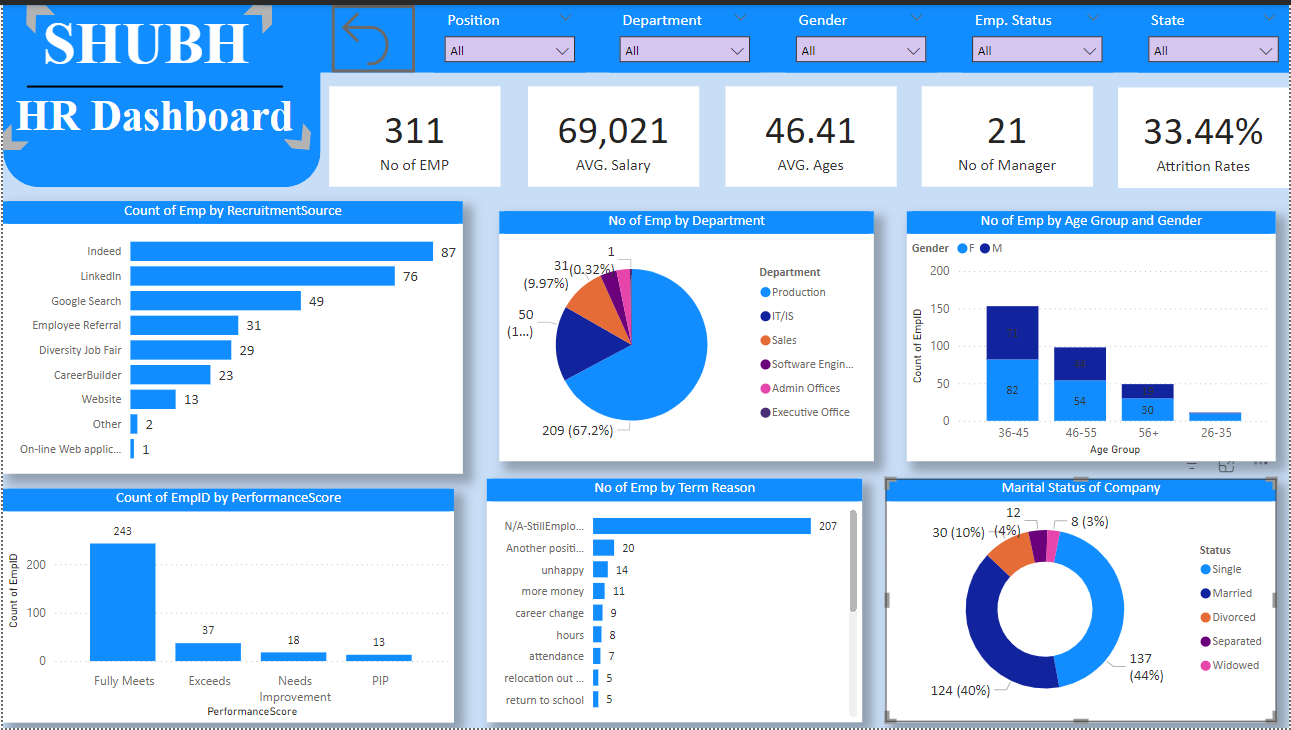 SHUBH
HR Dashboard
Position
All
Department
All
Gender
All
Emp. Status
All
State
All
311
No of EMP
69,021
AVG. Salary
46.41
AVG. Ages
21
No of Manager
33.44%
Attrition Rates
Count of Emp by RecruitmentSource
Indeed 87
LinkedIn 76
Google Search 49
Employee Referral 31
Diversity Job Fair 29
CareerBuilder 23
Website 13
Other 2
On-line Web applic... 1
No of Emp by Department
1
(0.32%)
31
(9.97%)
50
(1...)
209 (67.2%)
Department
Production
IT/IS
Sales
Software Engin...
Admin Offices
Executive Office
No of Emp by Age Group and Gender
Gender F M
Count of EmpID
200
150
100
50
0
71
82
54
30
36-45 46-55 56+ 26-35
Age Group
Count of EmpID by PerformanceScore
Count of EmpID
200
100
0
243
37
18
13
Fully Meets Exceeds Needs Improvement PIP
PerformanceScore
No of Emp by Term Reason
N/A-StillEmplo... 207
Another positi... 20
unhappy 14
more money 11
career change 9
hours 8
attendance 7
relocation out ... 5
return to school 5
Marital Status of Company
12
(4%)
8 (3%)
30 (10%)
137
(44%)
124 (40%)
Status
Single
Married
Divorced
Separated
Widowed